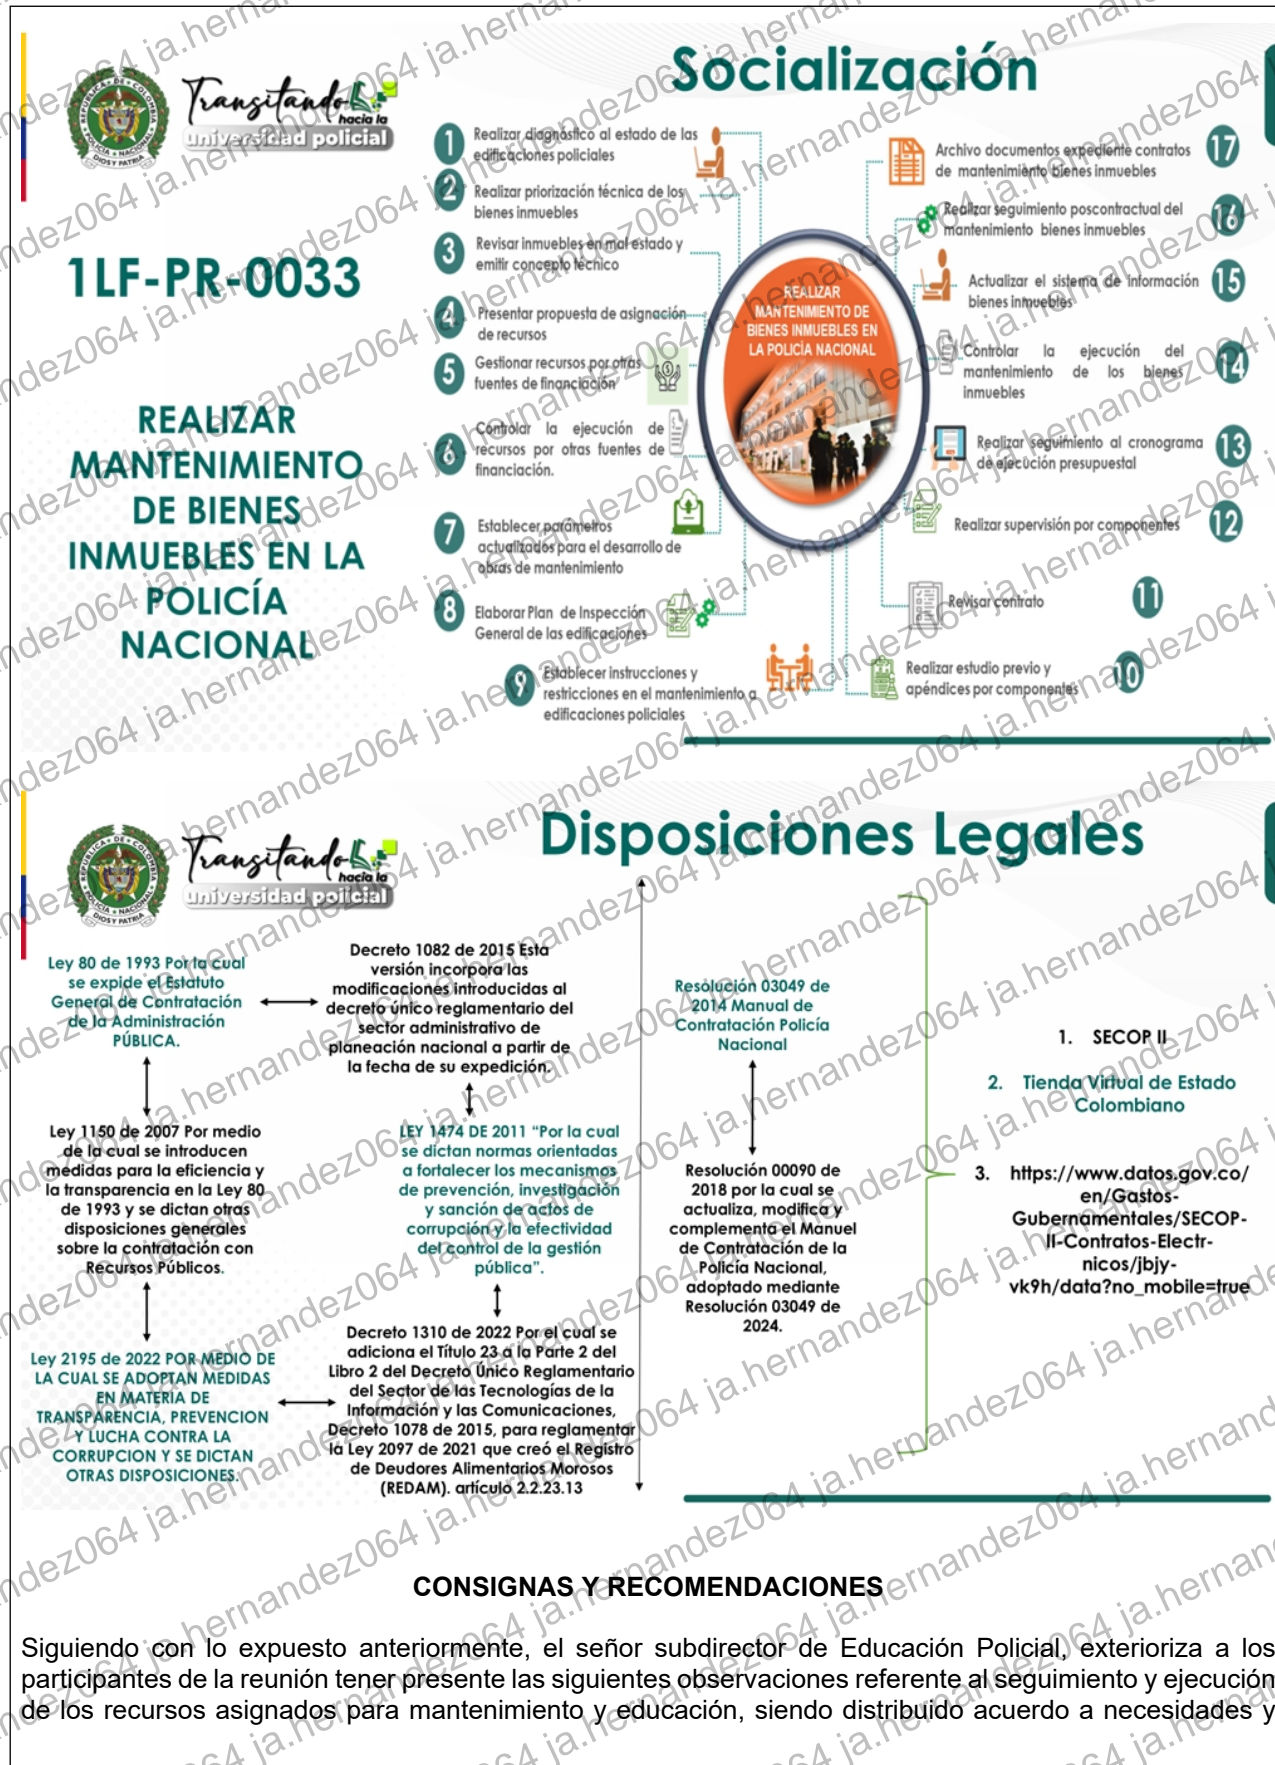 Socialización
Transitando
hacia la
universidad policial
1LF-PR-0033
REALIZAR
MANTENIMIENTO
DE BIENES
INMUEBLES EN LA
POLICÍA
NACIONAL
1 Realizar diagnóstico al estado de las
edificaciones policiales
2 Realizar priorización técnica de los
bienes inmuebles
3 Revisar inmuebles en mal estado y
emitir concepto técnico
4 Presentar propuesta de asignación
de recursos
5 Gestionar recursos por otras
fuentes de financiación
6 Controlar la ejecución de
recursos por otras fuentes de
financiación.
7 Establecer parámetros
actualizados para el desarrollo de
obras de mantenimiento
8 Elaborar Plan de Inspección
General de las edificaciones
9 Establecer instrucciones y
restricciones en el mantenimiento a
edificaciones policiales
REALIZAR
MANTENIMIENTO DE
BIENES INMUEBLES EN
LA POLICÍA NACIONAL
Archivo documentos expediente contratos
de mantenimiento bienes inmuebles 17
Realizar seguimiento poscontractual del
mantenimiento bienes inmuebles 16
Actualizar el sistema de información
bienes inmuebles 15
Controlar la ejecución del
mantenimiento de los bienes
inmuebles 14
Realizar seguimiento al cronograma
de ejecución presupuestal 13
Realizar supervisión por componentes 12
Revisar contrato 11
Realizar estudio previo y
apéndices por componentes 10
Disposiciones Legales
Transitando
hacia la
universidad policial
Ley 80 de 1993 Por la cual
se expide el Estatuto
General de Contratación
de la Administración
PÚBLICA.
Ley 1150 de 2007 Por medio
de la cual se introducen
medidas para la eficiencia y
la transparencia en la Ley 80
de 1993 y se dictan otras
disposiciones generales
sobre la contratación con
Recursos Públicos.
Ley 2195 de 2022 POR MEDIO DE
LA CUAL SE ADOPTAN MEDIDAS
EN MATERIA DE
TRANSPARENCIA, PREVENCION
Y LUCHA CONTRA LA
CORRUPCION Y SE DICTAN
OTRAS DISPOSICIONES.
Decreto 1082 de 2015 Esta
versión incorpora las
modificaciones introducidas al
decreto único reglamentario del
sector administrativo de
planeación nacional a partir de
la fecha de su expedición.
LEY 1474 DE 2011 “Por la cual
se dictan normas orientadas
a fortalecer los mecanismos
de prevención, investigación
y sanción de actos de
corrupción y la efectividad
del control de la gestión
pública”.
Decreto 1310 de 2022 Por el cual se
adiciona el Título 23 a la Parte 2 del
Libro 2 del Decreto Único Reglamentario
del Sector de las Tecnologías de la
Información y las Comunicaciones,
Decreto 1078 de 2015, para reglamentar
la Ley 2097 de 2021 que creó el Registro
de Deudores Alimentarios Morosos
(REDAM). artículo 2.2.23.13
Resolución 03049 de
2014 Manual de
Contratación Policía
Nacional
Resolución 00090 de
2018 por la cual se
actualiza, modifica y
complementa el Manuel
de Contratación de la
Policía Nacional,
adoptado mediante
Resolución 03049 de
2024.
1. SECOP II
2. Tienda Virtual de Estado
Colombiano
3. https://www.datos.gov.co/
en/Gastos-
Gubernamentales/SECOP-
II-Contratos-Electr-
nicos/jbjy-
vk9h/data?no_mobile=true
CONSIGNAS Y RECOMENDACIONES
Siguiendo con lo expuesto anteriormente, el señor subdirector de Educación Policial, exterioriza a los
participantes de la reunión tener presente las siguientes observaciones referente al seguimiento y ejecución
de los recursos asignados para mantenimiento y educación, siendo distribuido acuerdo a necesidades y